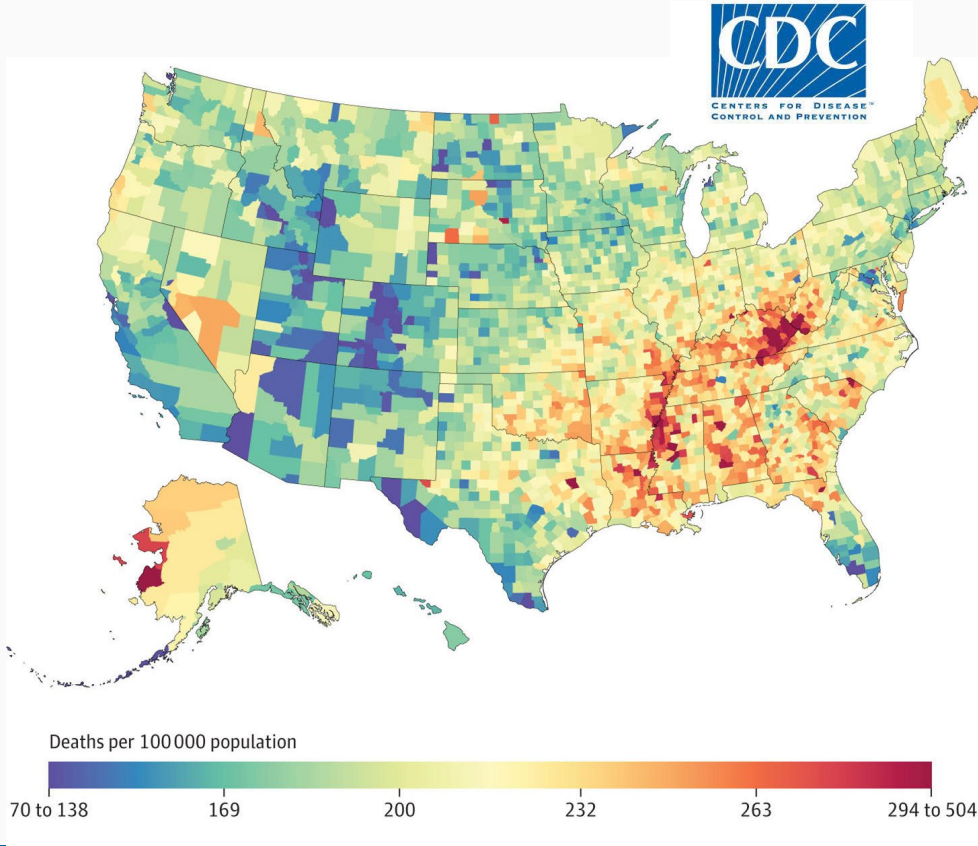 CDC
CENTERS FOR DISEASE™
CONTROL AND PREVENTION
Deaths per 100 000 population
70 to 138 169 200 232 263 294 to 504